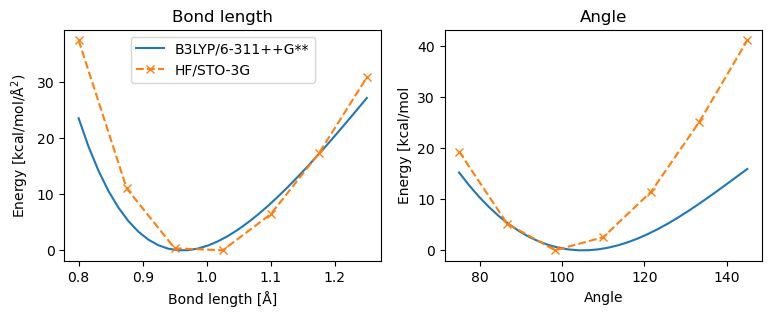 Bond length
Energy [kcal/mol/Å²)
30
20
10
0
0.8 0.9 1.0 1.1 1.2
Bond length [Å]
B3LYP/6-311++G**
HF/STO-3G
Angle
Energy [kcal/mol
40
30
20
10
0
80 100 120 140
Angle